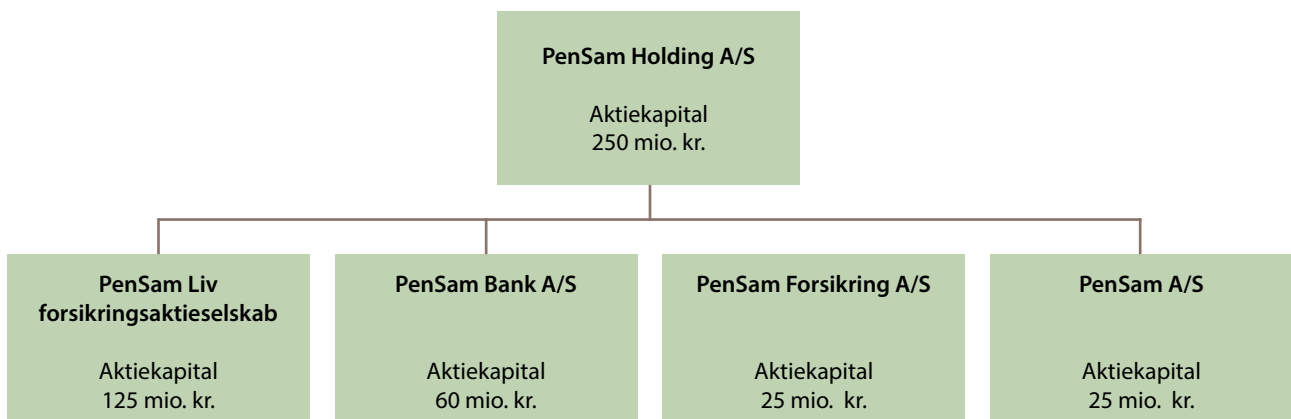 PenSam Holding A/S
Aktiekapital
250 mio. kr.
PenSam Liv
forsikringsaktieselskab
Aktiekapital
125 mio. kr.
PenSam Bank A/S
Aktiekapital
60 mio. kr.
PenSam Forsikring A/S
Aktiekapital
25 mio. kr.
PenSam A/S
Aktiekapital
25 mio. kr.